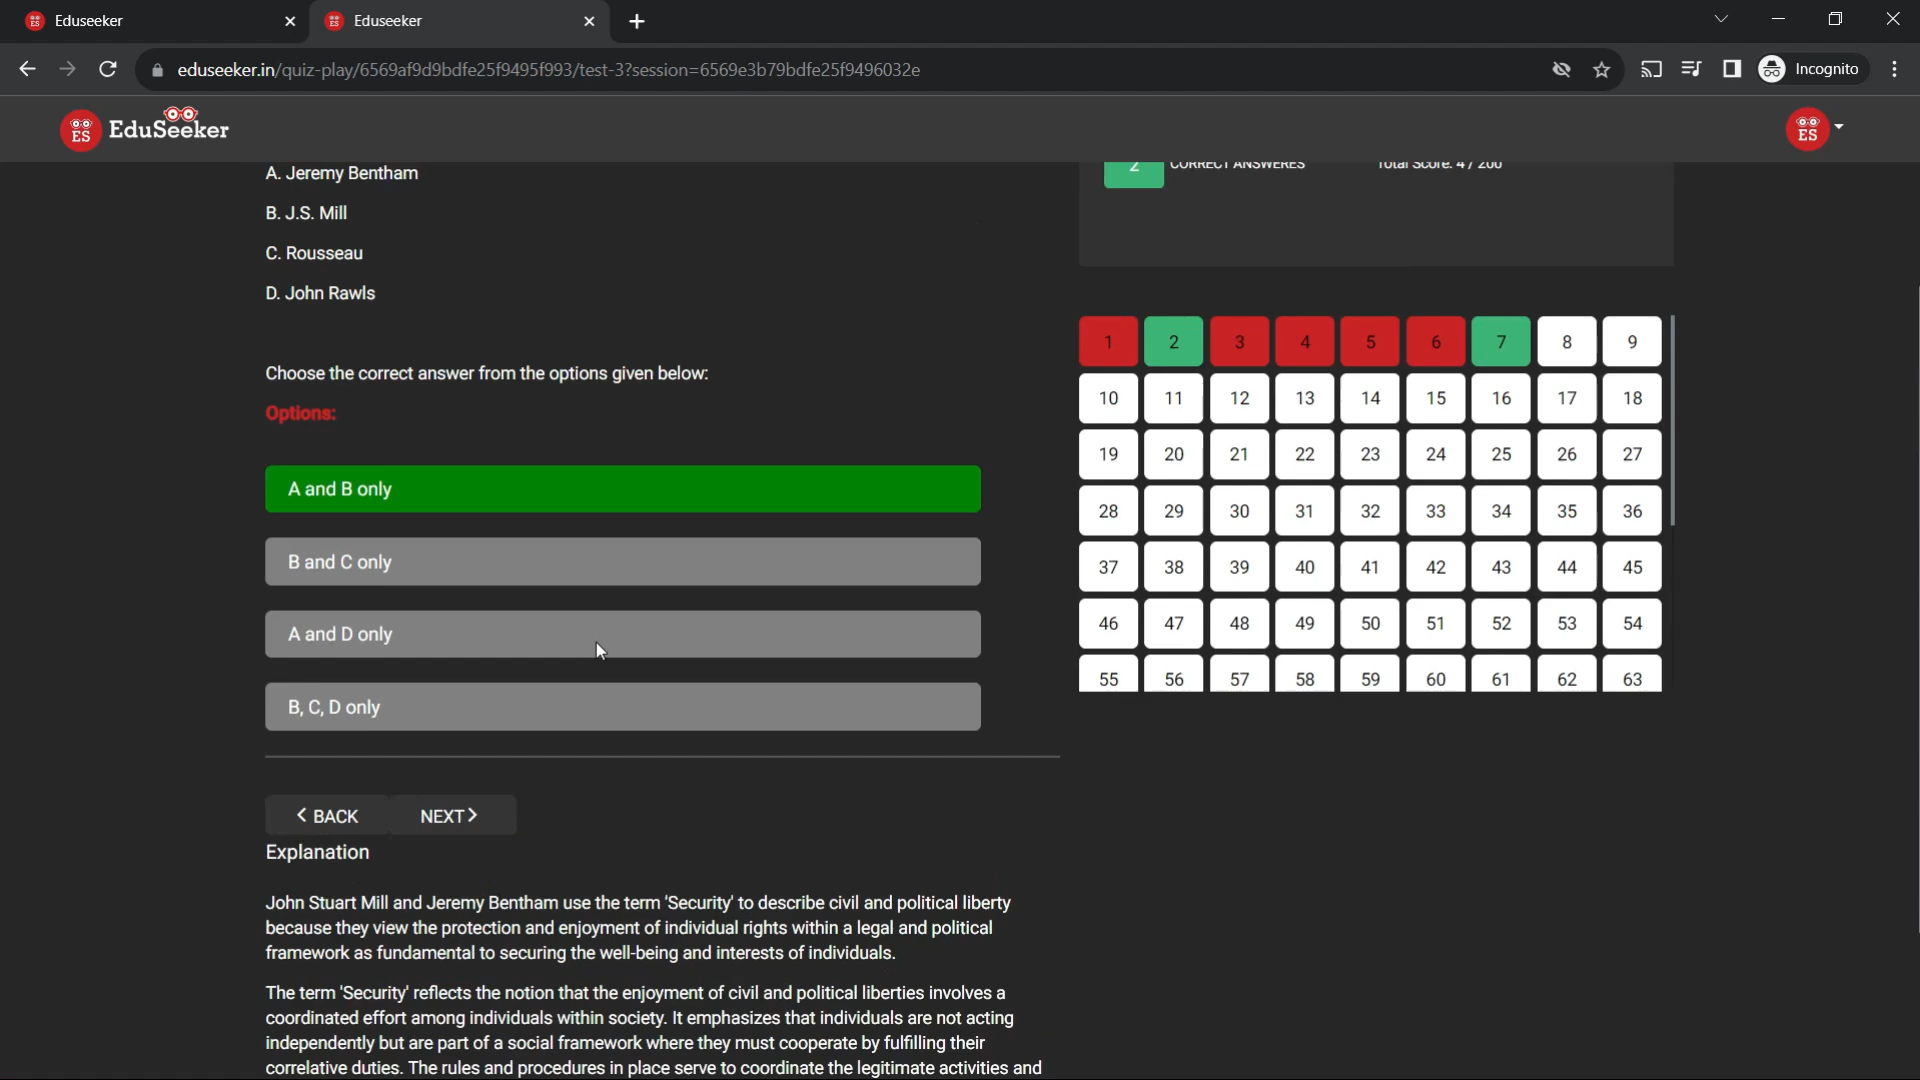 Eduseeker
Eduseeker
eduseeker.in/quiz-play/6569af9d9bdfe25f9495f993/test-3?session=6569e3b79bdfe25f9496032e
Incognito
ES
EduSeeker
ES
A. Jeremy Bentham
B. J.S. Mill
C. Rousseau
D. John Rawls
Choose the correct answer from the options given below:
Options:
A and B only
B and C only
A and D only
B, C, D only
BACK
NEXT
Explanation
John Stuart Mill and Jeremy Bentham use the term 'Security' to describe civil and political liberty
because they view the protection and enjoyment of individual rights within a legal and political
framework as fundamental to securing the well-being and interests of individuals.
The term 'Security' reflects the notion that the enjoyment of civil and political liberties involves a
coordinated effort among individuals within society. It emphasizes that individuals are not acting
independently but are part of a social framework where they must cooperate by fulfilling their
correlative duties. The rules and procedures in place serve to coordinate the legitimate activities and
2 CORRECT ANSWERES Total Score: 4 / 200
1 2 3 4 5 6 7 8 9
10 11 12 13 14 15 16 17 18
19 20 21 22 23 24 25 26 27
28 29 30 31 32 33 34 35 36
37 38 39 40 41 42 43 44 45
46 47 48 49 50 51 52 53 54
55 56 57 58 59 60 61 62 63